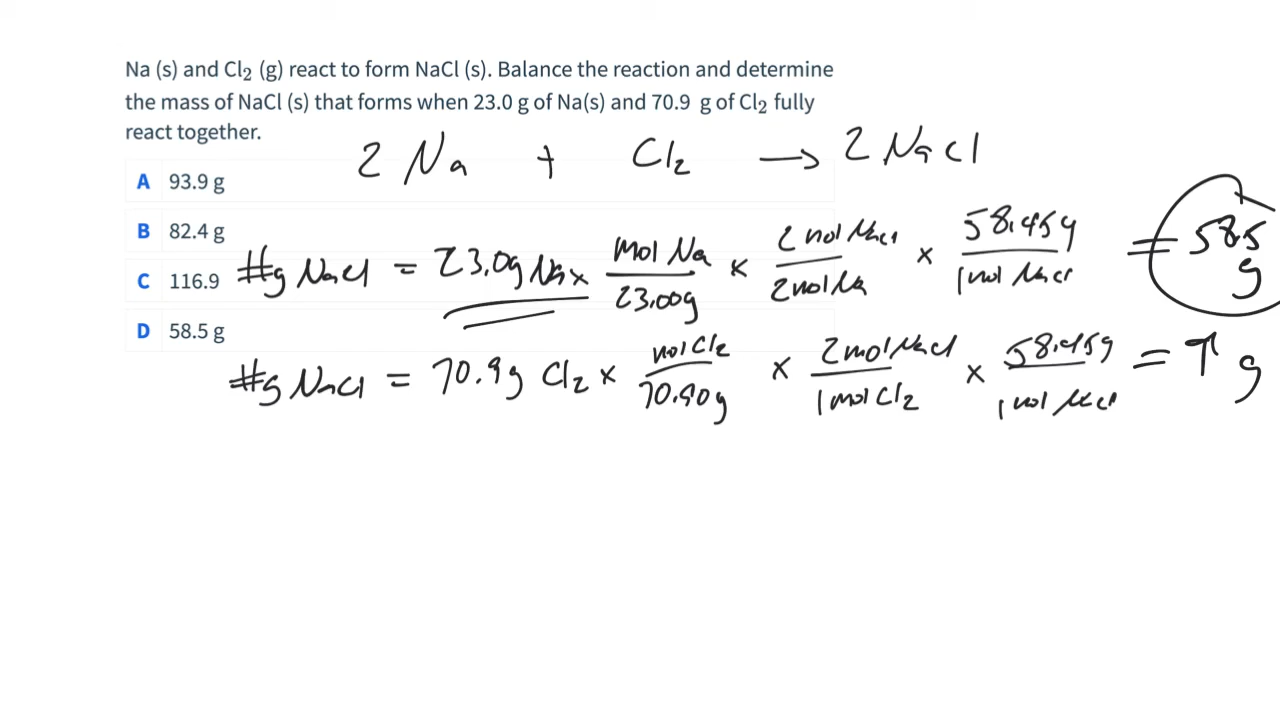 Na (s) and Cl₂ (g) react to form NaCl (s). Balance the reaction and determine
the mass of NaCl (s) that forms when 23.0 g of Na(s) and 70.9 g of Cl₂ fully
react together.
2 Na + Cl₂ → 2 NaCl
A 93.9 g
B 82.4 g
C 116.9
D 58.5 g
#g NaCl = 23.0g Na × mol Na / 23.00g × 2 mol NaCl / 2 mol Na × 58.45g / 1 mol NaCl = 58.5 g
#g NaCl = 70.9g Cl₂ × mol Cl₂ / 70.90g × 2 mol NaCl / 1 mol Cl₂ × 58.45g / 1 mol NaCl = ↑ g